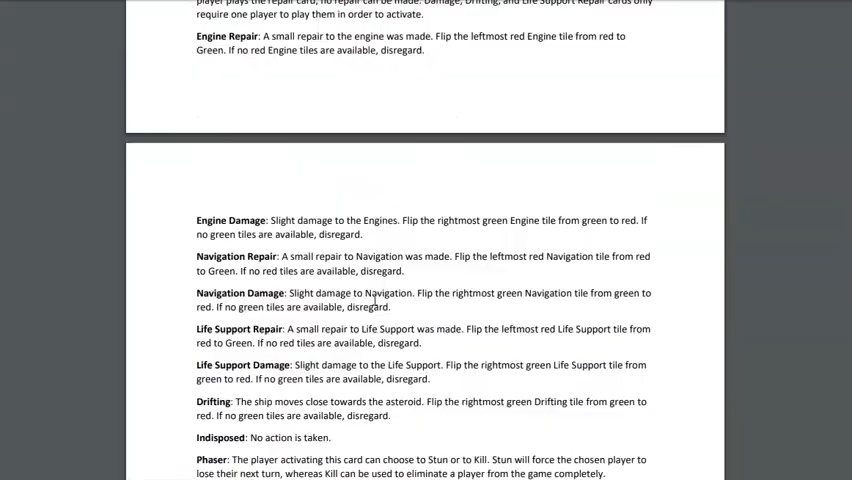 player plays the repair card, no repair can be made. Damage, Drifting, and Life Support Repair cards only
require one player to play them in order to activate.
Engine Repair: A small repair to the engine was made. Flip the leftmost red Engine tile from red to
Green. If no red Engine tiles are available, disregard.
Engine Damage: Slight damage to the Engines. Flip the rightmost green Engine tile from green to red. If
no green tiles are available, disregard.
Navigation Repair: A small repair to Navigation was made. Flip the leftmost red Navigation tile from red
to Green. If no red tiles are available, disregard.
Navigation Damage: Slight damage to Navigation. Flip the rightmost green Navigation tile from green to
red. If no green tiles are available, disregard.
Life Support Repair: A small repair to Life Support was made. Flip the leftmost red Life Support tile from
red to Green. If no red tiles are available, disregard.
Life Support Damage: Slight damage to the Life Support. Flip the rightmost green Life Support tile from
green to red. If no green tiles are available, disregard.
Drifting: The ship moves close towards the asteroid. Flip the rightmost green Drifting tile from green to
red. If no green tiles are available, disregard.
Indisposed: No action is taken.
Phaser: The player activating this card can choose to Stun or to Kill. Stun will force the chosen player to
lose their next turn, whereas Kill can be used to eliminate a player from the game completely.